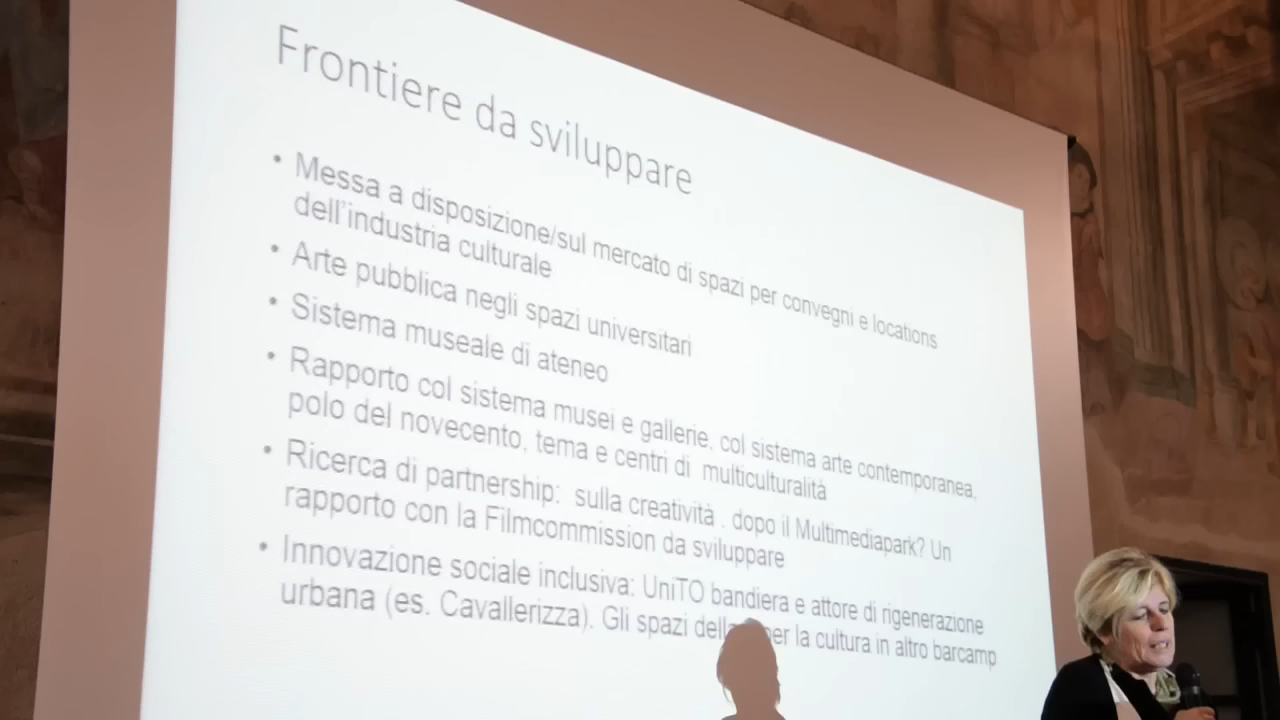 Frontiere da sviluppare
• Messa a disposizione/sul mercato di spazi per convegni e locations
dell'industria culturale
• Arte pubblica negli spazi universitari
• Sistema museale di ateneo
• Rapporto col sistema musei e gallerie, col sistema arte contemporanea,
polo del novecento, tema e centri di multiculturalità
• Ricerca di partnership: sulla creatività . dopo il Multimediapark? Un
rapporto con la Filmcommission da sviluppare
• Innovazione sociale inclusiva: UniTO bandiera e attore di rigenerazione
urbana (es. Cavallerizza). Gli spazi per la cultura in altro barcamp